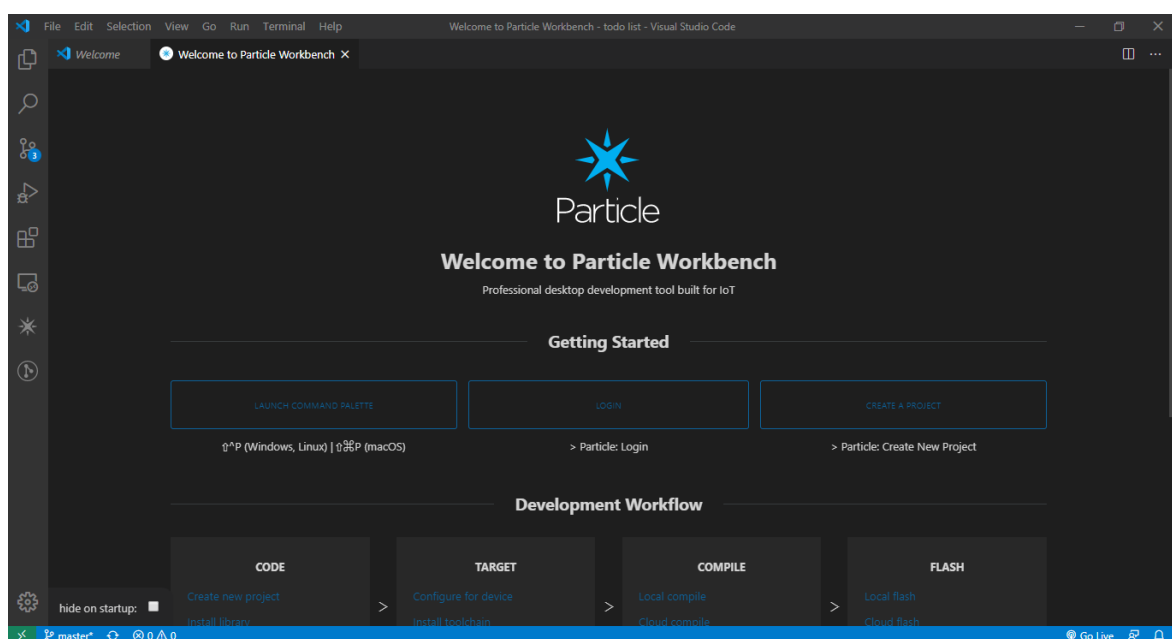 File Edit Selection View Go Run Terminal Help Welcome to Particle Workbench - todo list - Visual Studio Code
Welcome Welcome to Particle Workbench
3
Particle
Welcome to Particle Workbench
Professional desktop development tool built for IoT
Getting Started
LAUNCH COMMAND PALETTE LOGIN CREATE A PROJECT
⇧^P (Windows, Linux) | ⇧⌘P (macOS) > Particle: Login > Particle: Create New Project
Development Workflow
CODE TARGET COMPILE FLASH
Create new project > Configure for device > Local compile > Local flash
Install library Install toolchain Cloud compile Cloud flash
hide on startup:
master* 0 0 Go Live